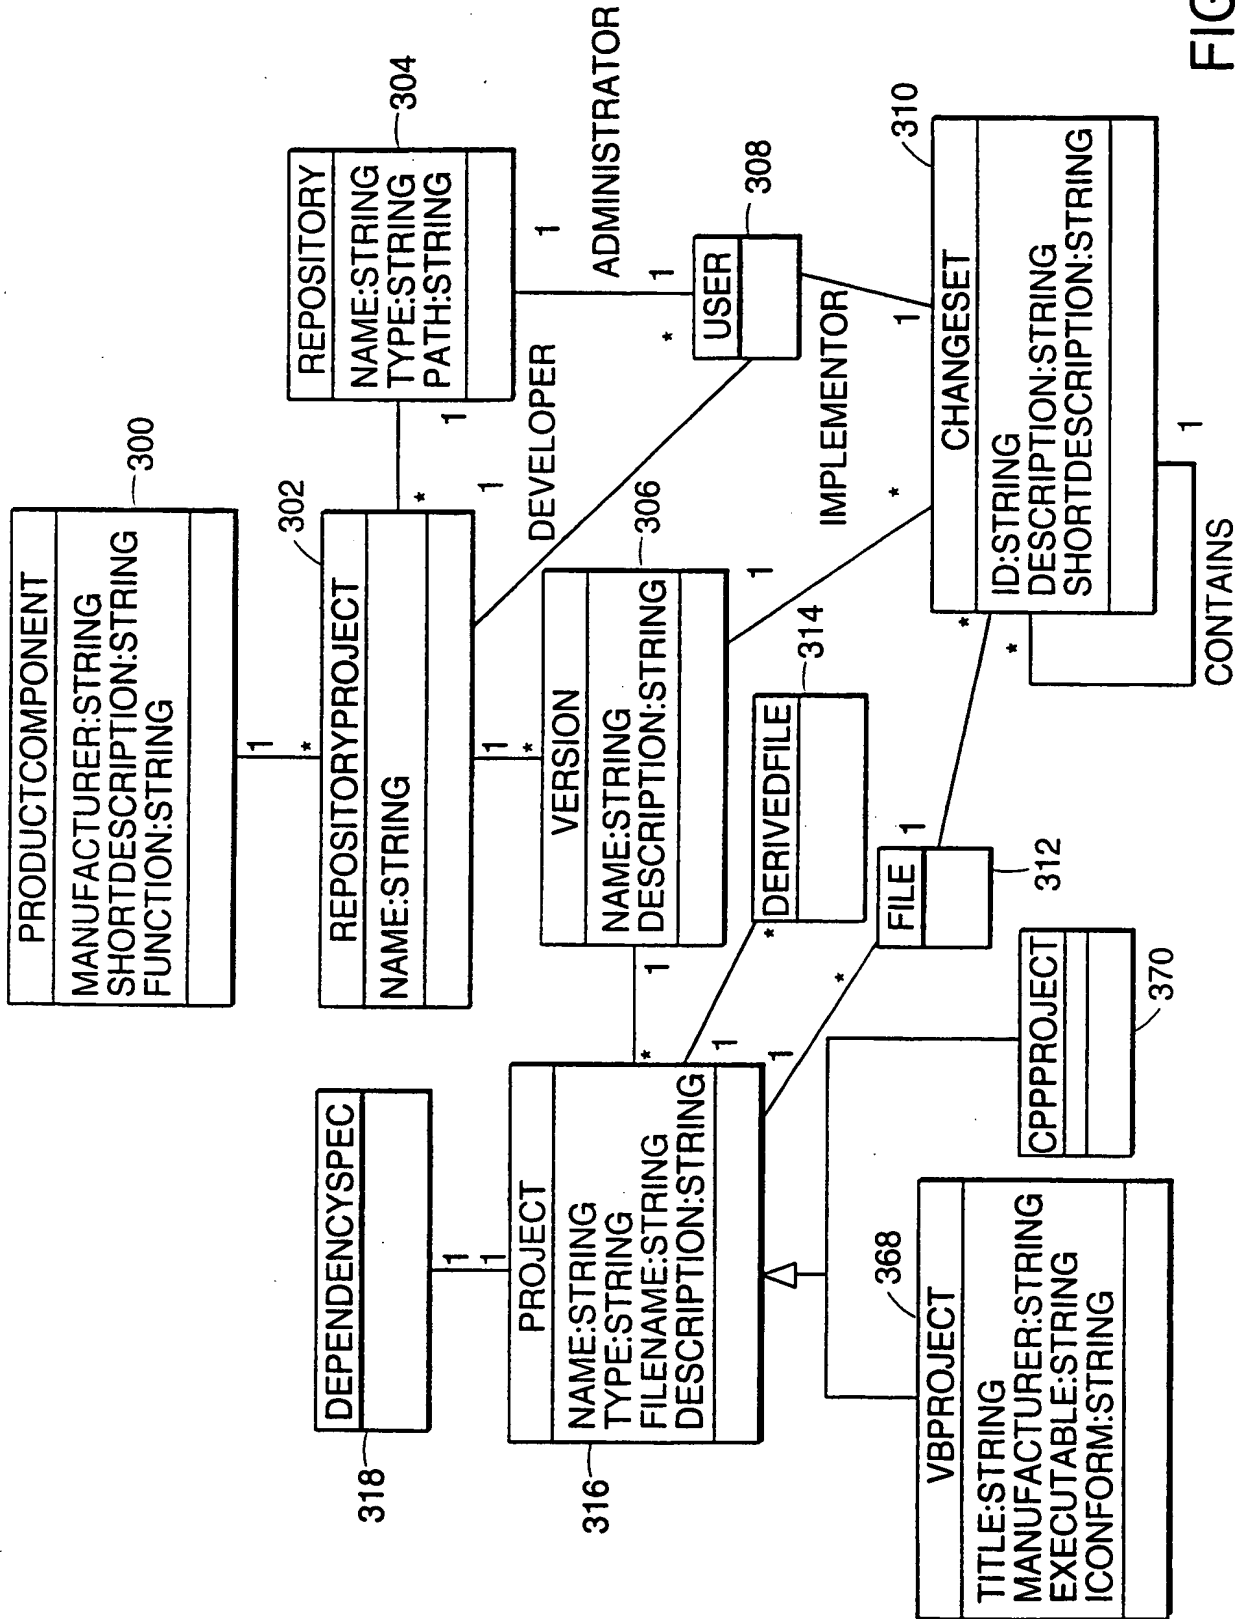 PRODUCTCOMPONENT
MANUFACTURER:STRING
SHORTDESCRIPTION:STRING
FUNCTION:STRING
300
1
*
302
REPOSITORYPROJECT
NAME:STRING
*
1
REPOSITORY
NAME:STRING
TYPE:STRING
PATH:STRING
304
1
1
ADMINISTRATOR
1
DEVELOPER
*
USER
308
1
*
VERSION
NAME:STRING
DESCRIPTION:STRING
306
1
*
IMPLEMENTOR
1
310
CHANGESET
ID:STRING
DESCRIPTION:STRING
SHORTDESCRIPTION:STRING
*
*
1
CONTAINS
DEPENDENCYSPEC
318
1
1
PROJECT
NAME:STRING
TYPE:STRING
FILENAME:STRING
DESCRIPTION:STRING
316
*
1
1
*
DERIVEDFILE
314
1
*
FILE
1
312
VBPROJECT
TITLE:STRING
MANUFACTURER:STRING
EXECUTABLE:STRING
ICONFORM:STRING
368
CPPPROJECT
370
FIG